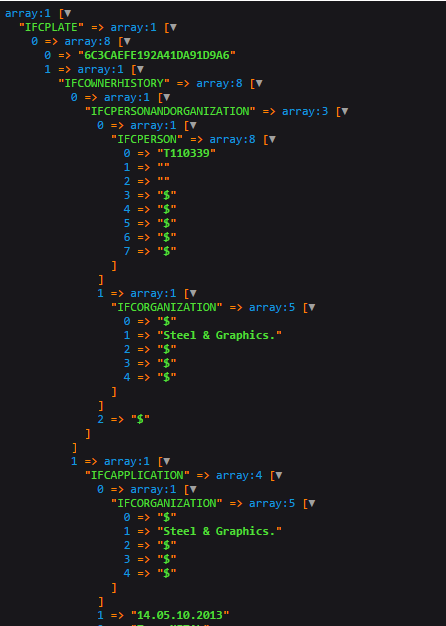 array:1 [▼
"IFCPLATE" => array:1 [▼
0 => array:8 [▼
0 => "6C3CAEFE192A41DA91D9A6"
1 => array:1 [▼
"IFCOWNERHISTORY" => array:8 [▼
0 => array:1 [▼
"IFCPERSONANDORGANIZATION" => array:3 [▼
0 => array:1 [▼
"IFCPERSON" => array:8 [▼
0 => "T110339"
1 => ""
2 => ""
3 => "$"
4 => "$"
5 => "$"
6 => "$"
7 => "$"
]
]
1 => array:1 [▼
"IFCORGANIZATION" => array:5 [▼
0 => "$"
1 => "Steel & Graphics."
2 => "$"
3 => "$"
4 => "$"
]
]
2 => "$"
]
]
1 => array:1 [▼
"IFCAPPLICATION" => array:4 [▼
0 => array:1 [▼
"IFCORGANIZATION" => array:5 [▼
0 => "$"
1 => "Steel & Graphics."
2 => "$"
3 => "$"
4 => "$"
]
]
1 => "14.05.10.2013"